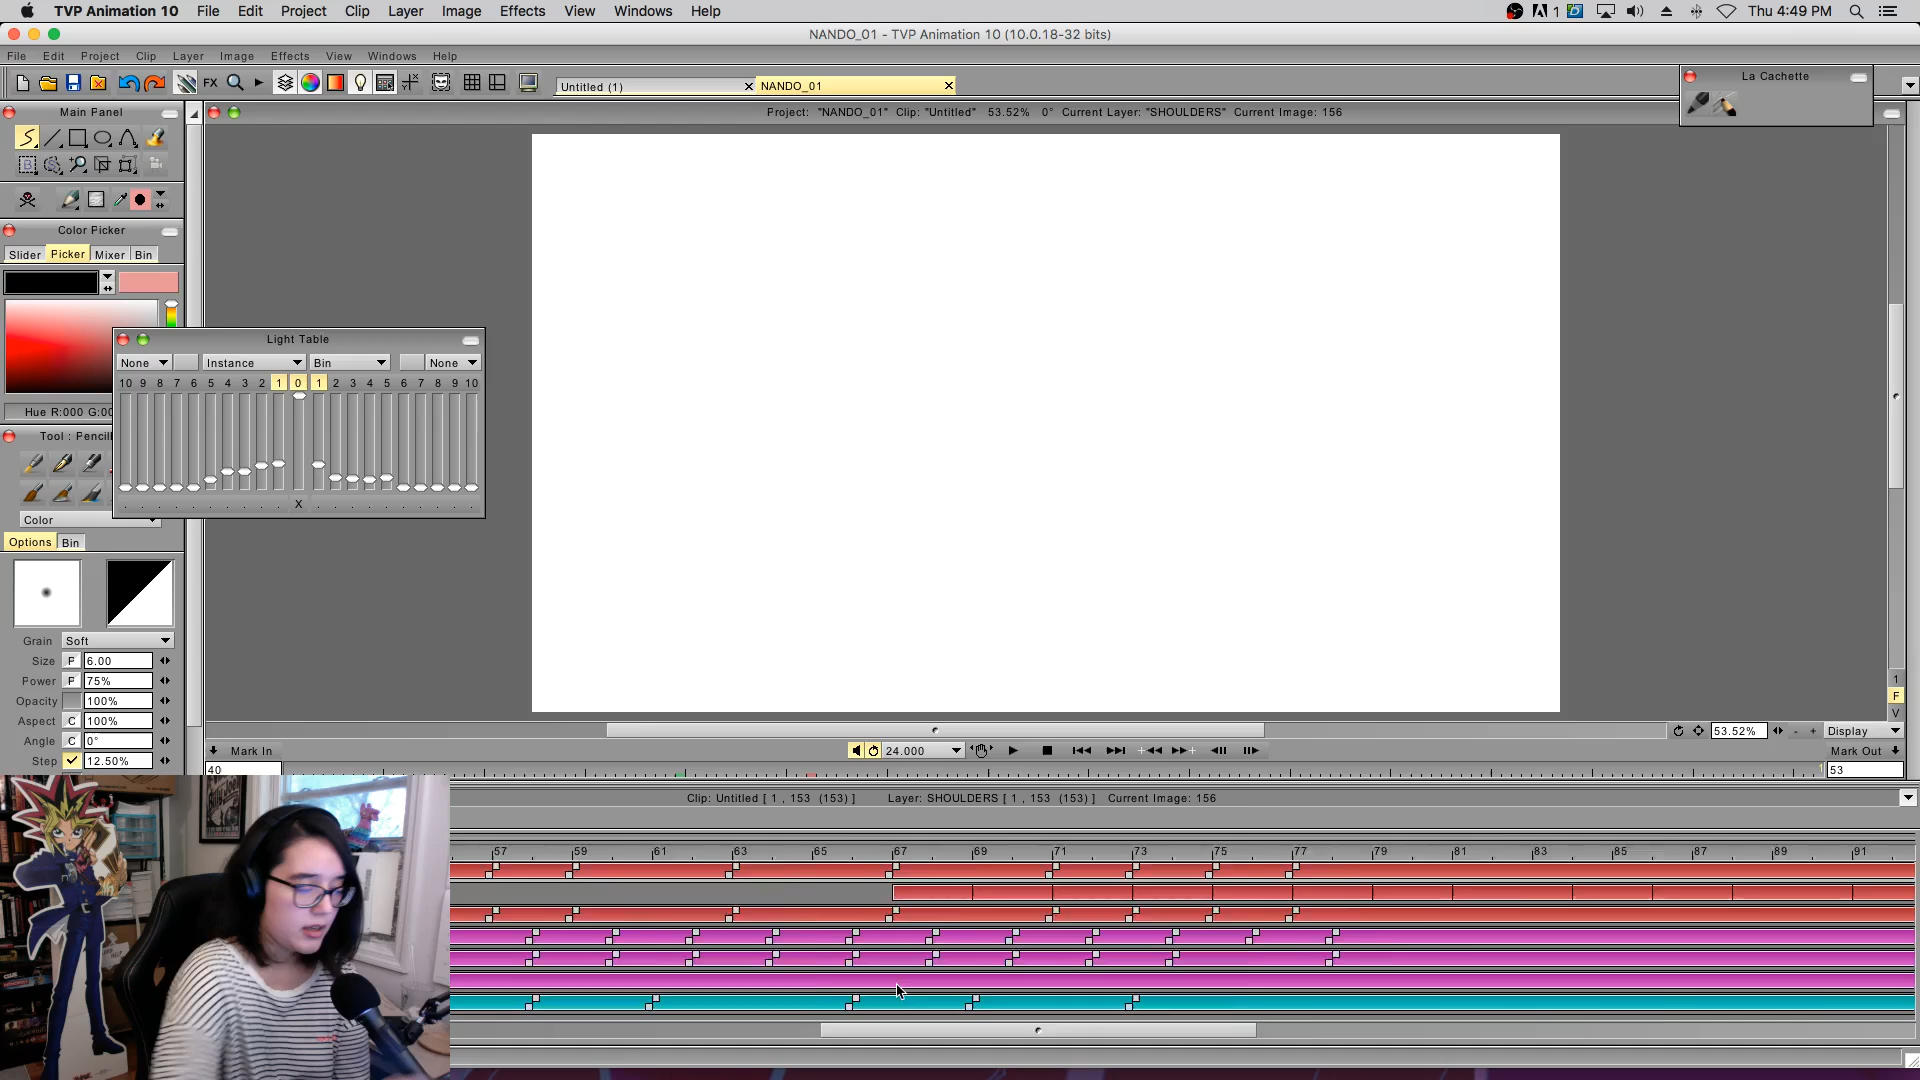 TVP Animation 10 File Edit Project Clip Layer Image Effects View Windows Help 1 Thu 4:49 PM
NANDO_01 - TVP Animation 10 (10.0.18-32 bits)
File Edit Project Clip Layer Image Effects View Windows Help
FX Untitled (1) NANDO_01
La Cachette
Main Panel
Project: "NANDO_01" Clip: "Untitled" 53.52% 0° Current Layer: "SHOULDERS" Current Image: 156
Color Picker
Slider Picker Mixer Bin
Light Table
None Instance Bin None
10 9 8 7 6 5 4 3 2 1 0 1 2 3 4 5 6 7 8 9 10
Hue R:000 G:00
Tool : Pencil
X
Color
Options Bin
Grain Soft
Size P 6.00
Power P 75%
Opacity 100%
Aspect C 100%
Angle C 0°
Step 12.50%
1
F
V
53.52% - + Display
Mark In 24.000 Mark Out
40 53
Clip: Untitled [ 1 , 153 (153) ] Layer: SHOULDERS [ 1 , 153 (153) ] Current Image: 156
57 59 61 63 65 67 69 71 73 75 77 79 81 83 85 87 89 91